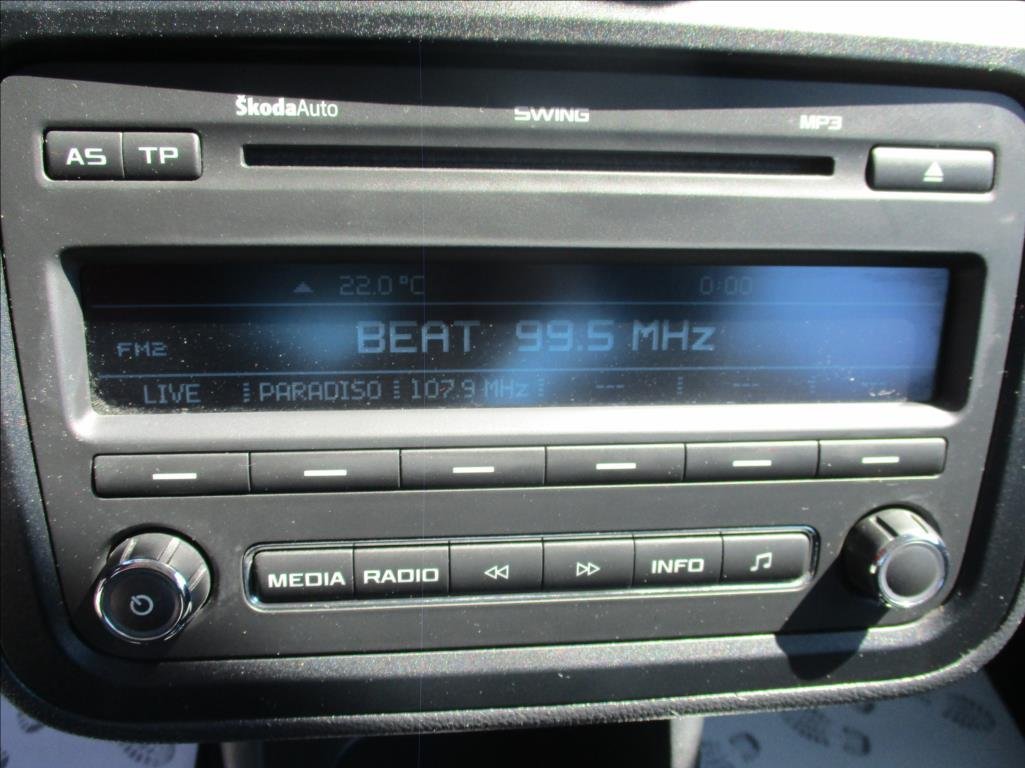 ŠkodaAuto SWING MP3
AS TP
22.0 °C 0:00
FM2 BEAT 99.5 MHz
LIVE PARADISO 107.9 MHz --- --- ---
MEDIA RADIO INFO